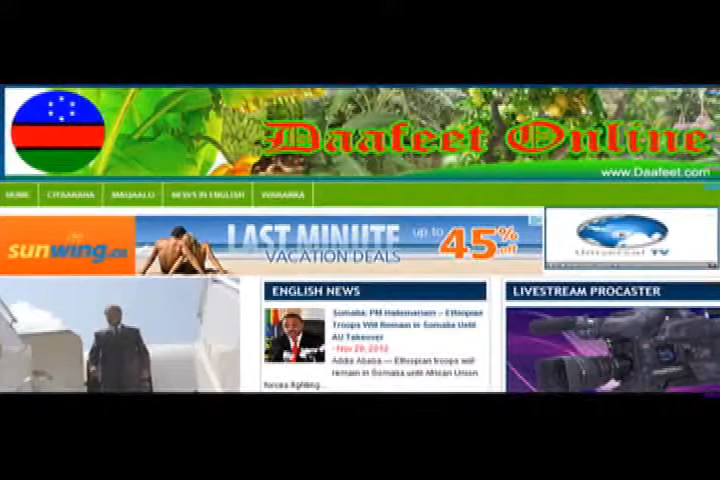 Daafeet Online
www.Daafeet.com
HOME CIYAARAHA MAQAALO NEWS IN ENGLISH WARARKA
sunwing.ca LAST MINUTE up to 45% off
VACATION DEALS
Universal TV
ENGLISH NEWS
LIVESTREAM PROCASTER
Somalia: PM Hailemariam – Ethiopian
Troops Will Remain in Somalia Until
AU Takeover
- Nov 29, 2012
Addis Ababa — Ethiopian troops will
remain in Somalia until African Union
forces fighting...